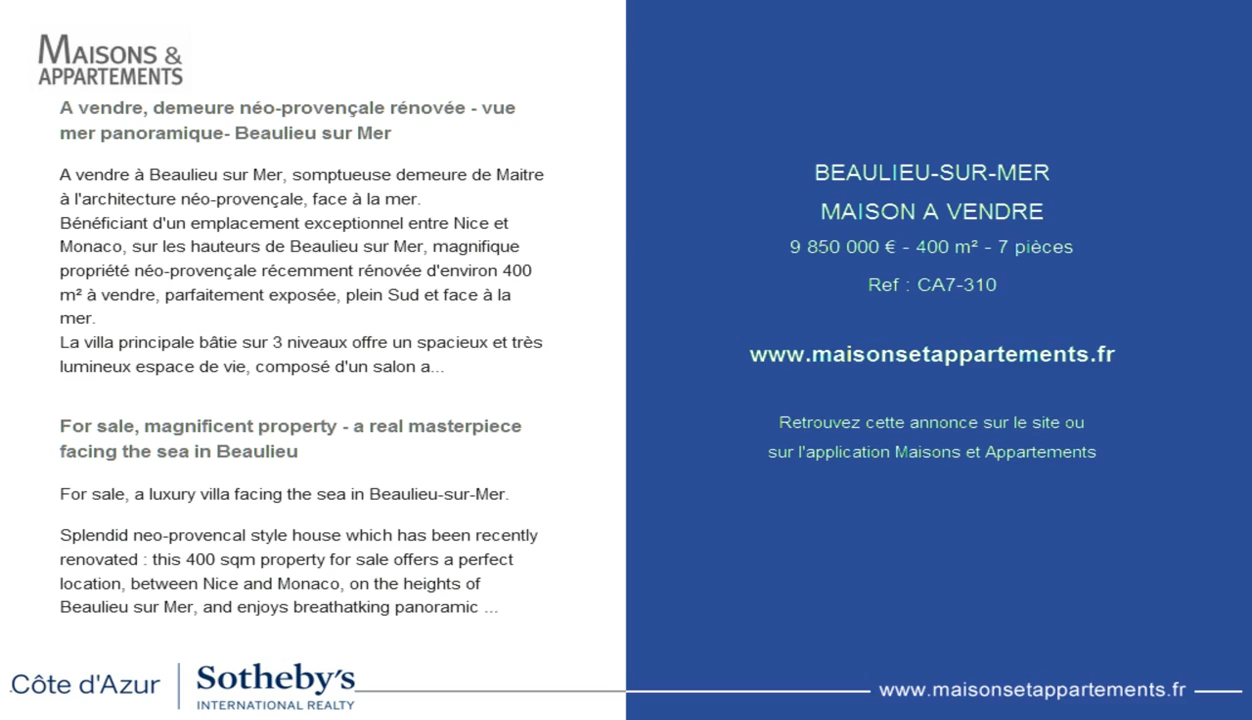 MAISONS &
APPARTEMENTS
A vendre, demeure néo-provençale rénovée - vue
mer panoramique- Beaulieu sur Mer
A vendre à Beaulieu sur Mer, somptueuse demeure de Maitre
à l'architecture néo-provençale, face à la mer.
Bénéficiant d'un emplacement exceptionnel entre Nice et
Monaco, sur les hauteurs de Beaulieu sur Mer, magnifique
propriété néo-provençale récemment rénovée d'environ 400
m² à vendre, parfaitement exposée, plein Sud et face à la
mer.
La villa principale bâtie sur 3 niveaux offre un spacieux et très
lumineux espace de vie, composé d'un salon a...
For sale, magnificent property - a real masterpiece
facing the sea in Beaulieu
For sale, a luxury villa facing the sea in Beaulieu-sur-Mer.
Splendid neo-provencal style house which has been recently
renovated : this 400 sqm property for sale offers a perfect
location, between Nice and Monaco, on the heights of
Beaulieu sur Mer, and enjoys breathatking panoramic ...
Côte d'Azur
Sotheby's
INTERNATIONAL REALTY
BEAULIEU-SUR-MER
MAISON A VENDRE
9 850 000 € - 400 m² - 7 pièces
Ref : CA7-310
www.maisonsetappartements.fr
Retrouvez cette annonce sur le site ou
sur l'application Maisons et Appartements
www.maisonsetappartements.fr